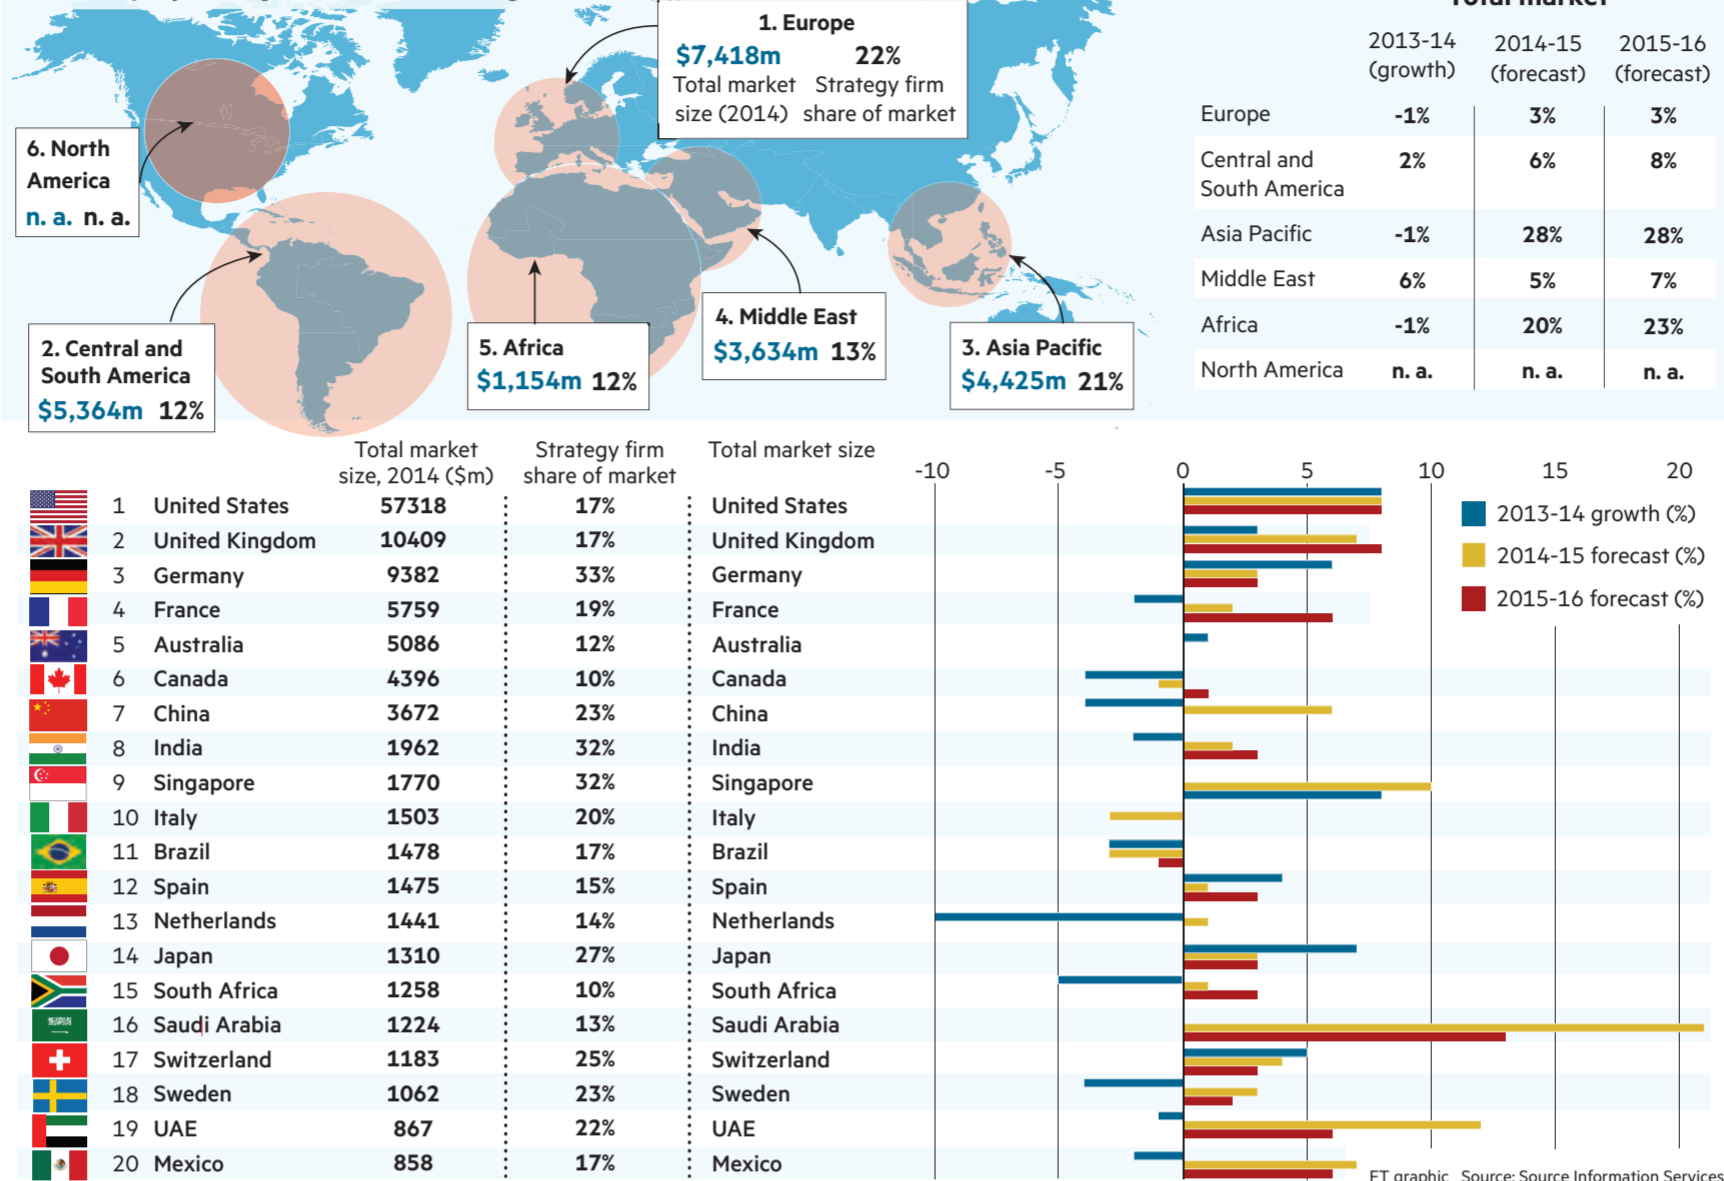 1. Europe
$7,418m 22%
Total market Strategy firm
size (2014) share of market
6. North
America
n. a. n. a.
2. Central and
South America
$5,364m 12%
5. Africa
$1,154m 12%
4. Middle East
$3,634m 13%
3. Asia Pacific
$4,425m 21%
Total market
2013-14 2014-15 2015-16
(growth) (forecast) (forecast)
Europe -1% 3% 3%
Central and 2% 6% 8%
South America
Asia Pacific -1% 28% 28%
Middle East 6% 5% 7%
Africa -1% 20% 23%
North America n. a. n. a. n. a.
Total market Strategy firm Total market size
size, 2014 ($m) share of market
-10 -5 0 5 10 15 20
1 United States 57318 17% United States
2 United Kingdom 10409 17% United Kingdom
3 Germany 9382 33% Germany
4 France 5759 19% France
5 Australia 5086 12% Australia
6 Canada 4396 10% Canada
7 China 3672 23% China
8 India 1962 32% India
9 Singapore 1770 32% Singapore
10 Italy 1503 20% Italy
11 Brazil 1478 17% Brazil
12 Spain 1475 15% Spain
13 Netherlands 1441 14% Netherlands
14 Japan 1310 27% Japan
15 South Africa 1258 10% South Africa
16 Saudi Arabia 1224 13% Saudi Arabia
17 Switzerland 1183 25% Switzerland
18 Sweden 1062 23% Sweden
19 UAE 867 22% UAE
20 Mexico 858 17% Mexico
2013-14 growth (%)
2014-15 forecast (%)
2015-16 forecast (%)
FT graphic Source: Source Information Services